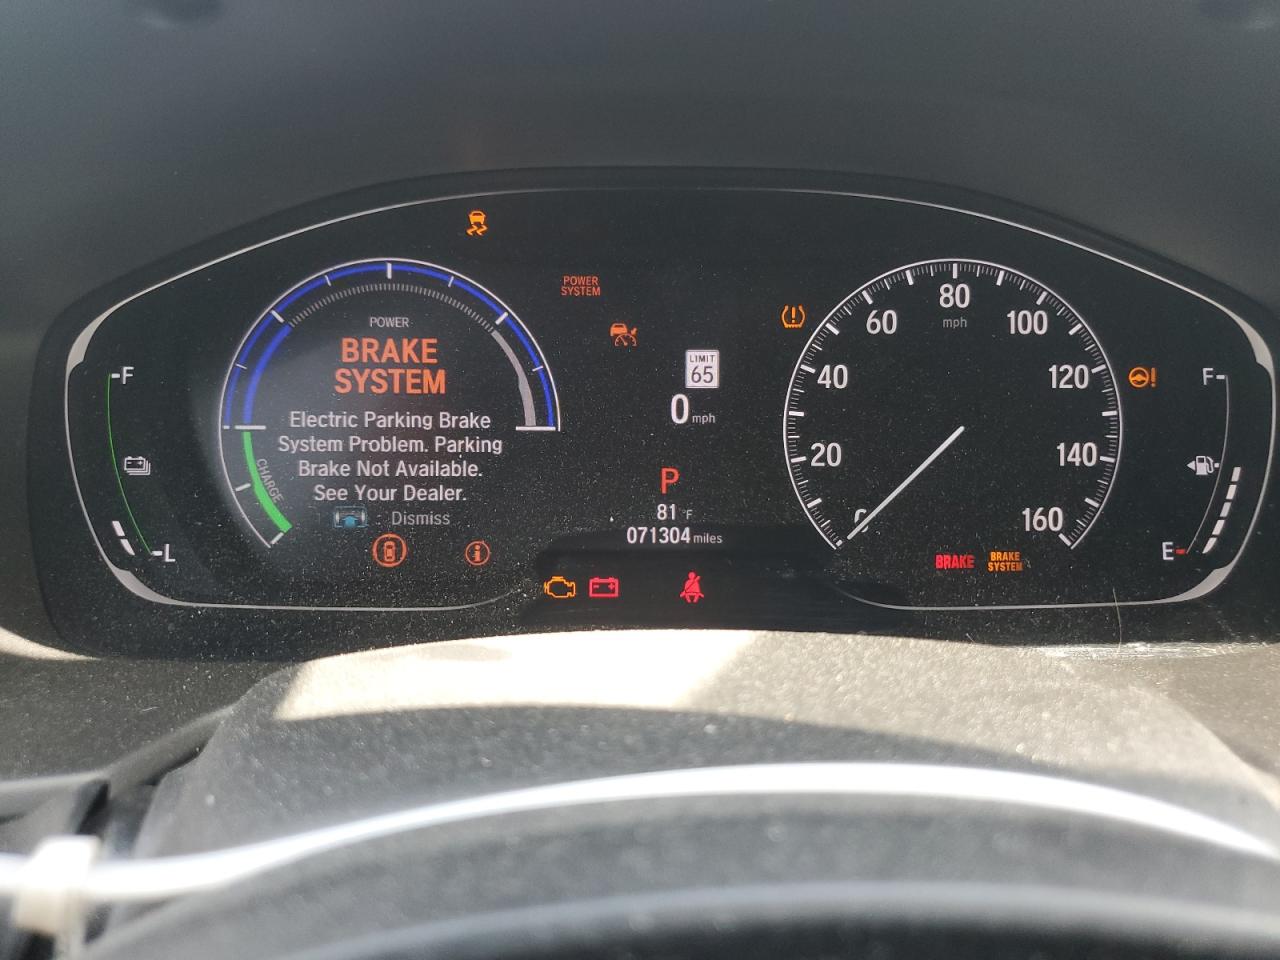 POWER
SYSTEM
POWER
BRAKE
SYSTEM
Electric Parking Brake
System Problem. Parking
Brake Not Available.
See Your Dealer.
Dismiss
CHARGE
F
L
LIMIT
65
0 mph
P
81 °F
071304 miles
0
20
40
60
80
100
120
140
160
mph
BRAKE
BRAKE
SYSTEM
F
E